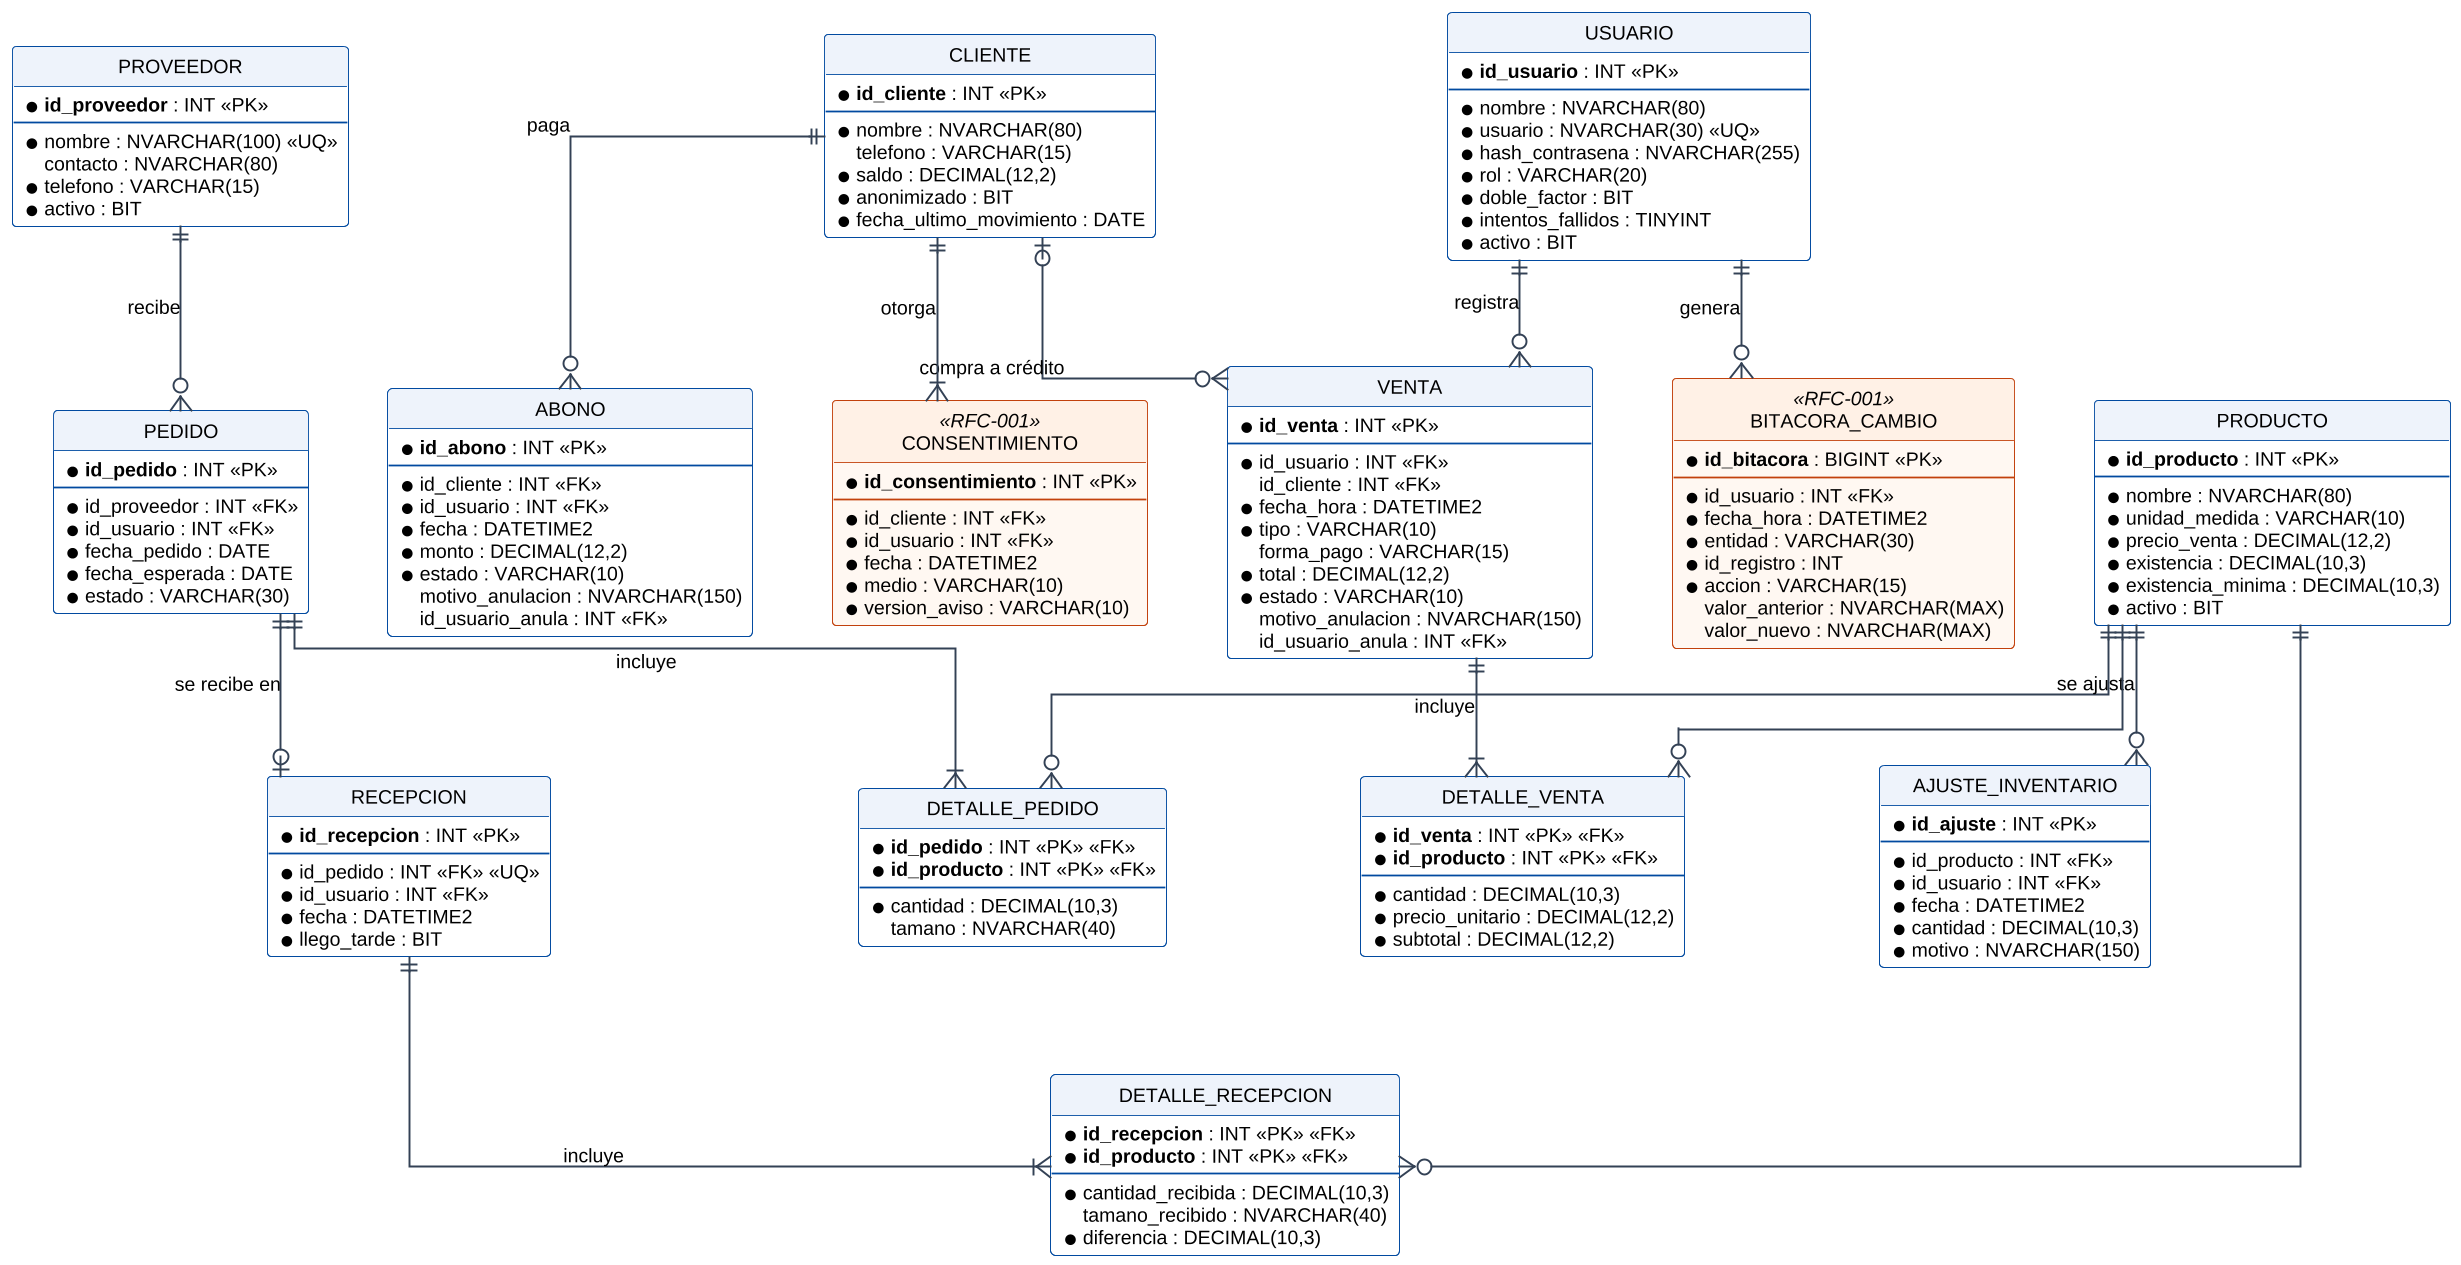 PROVEEDOR
id_proveedor : INT «PK»
nombre : NVARCHAR(100) «UQ»
contacto : NVARCHAR(80)
telefono : VARCHAR(15)
activo : BIT
CLIENTE
id_cliente : INT «PK»
nombre : NVARCHAR(80)
telefono : VARCHAR(15)
saldo : DECIMAL(12,2)
anonimizado : BIT
fecha_ultimo_movimiento : DATE
USUARIO
id_usuario : INT «PK»
nombre : NVARCHAR(80)
usuario : NVARCHAR(30) «UQ»
hash_contrasena : NVARCHAR(255)
rol : VARCHAR(20)
doble_factor : BIT
intentos_fallidos : TINYINT
activo : BIT
paga
recibe
otorga
compra a crédito
registra
genera
PEDIDO
id_pedido : INT «PK»
id_proveedor : INT «FK»
id_usuario : INT «FK»
fecha_pedido : DATE
fecha_esperada : DATE
estado : VARCHAR(30)
ABONO
id_abono : INT «PK»
id_cliente : INT «FK»
id_usuario : INT «FK»
fecha : DATETIME2
monto : DECIMAL(12,2)
estado : VARCHAR(10)
motivo_anulacion : NVARCHAR(150)
id_usuario_anula : INT «FK»
«RFC-001»
CONSENTIMIENTO
id_consentimiento : INT «PK»
id_cliente : INT «FK»
id_usuario : INT «FK»
fecha : DATETIME2
medio : VARCHAR(10)
version_aviso : VARCHAR(10)
VENTA
id_venta : INT «PK»
id_usuario : INT «FK»
id_cliente : INT «FK»
fecha_hora : DATETIME2
tipo : VARCHAR(10)
forma_pago : VARCHAR(15)
total : DECIMAL(12,2)
estado : VARCHAR(10)
motivo_anulacion : NVARCHAR(150)
id_usuario_anula : INT «FK»
«RFC-001»
BITACORA_CAMBIO
id_bitacora : BIGINT «PK»
id_usuario : INT «FK»
fecha_hora : DATETIME2
entidad : VARCHAR(30)
id_registro : INT
accion : VARCHAR(15)
valor_anterior : NVARCHAR(MAX)
valor_nuevo : NVARCHAR(MAX)
PRODUCTO
id_producto : INT «PK»
nombre : NVARCHAR(80)
unidad_medida : VARCHAR(10)
precio_venta : DECIMAL(12,2)
existencia : DECIMAL(10,3)
existencia_minima : DECIMAL(10,3)
activo : BIT
se recibe en
incluye
incluye
se ajusta
RECEPCION
id_recepcion : INT «PK»
id_pedido : INT «FK» «UQ»
id_usuario : INT «FK»
fecha : DATETIME2
llego_tarde : BIT
DETALLE_PEDIDO
id_pedido : INT «PK» «FK»
id_producto : INT «PK» «FK»
cantidad : DECIMAL(10,3)
tamano : NVARCHAR(40)
DETALLE_VENTA
id_venta : INT «PK» «FK»
id_producto : INT «PK» «FK»
cantidad : DECIMAL(10,3)
precio_unitario : DECIMAL(12,2)
subtotal : DECIMAL(12,2)
AJUSTE_INVENTARIO
id_ajuste : INT «PK»
id_producto : INT «FK»
id_usuario : INT «FK»
fecha : DATETIME2
cantidad : DECIMAL(10,3)
motivo : NVARCHAR(150)
incluye
DETALLE_RECEPCION
id_recepcion : INT «PK» «FK»
id_producto : INT «PK» «FK»
cantidad_recibida : DECIMAL(10,3)
tamano_recibido : NVARCHAR(40)
diferencia : DECIMAL(10,3)